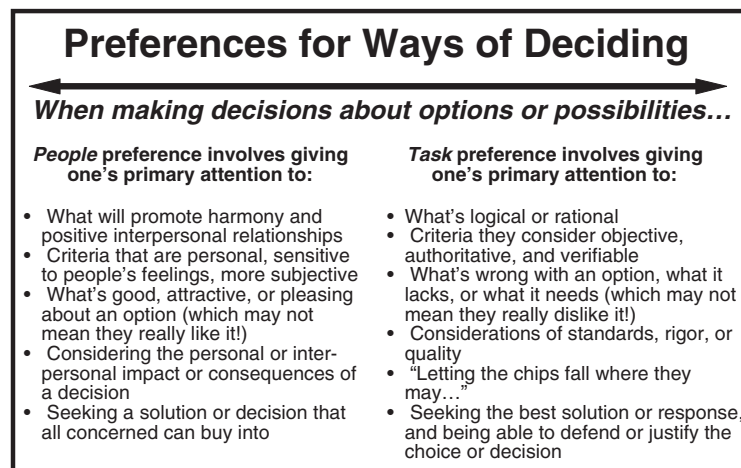 Preferences for Ways of Deciding
When making decisions about options or possibilities…
People preference involves giving
one's primary attention to:
• What will promote harmony and
positive interpersonal relationships
• Criteria that are personal, sensitive
to people's feelings, more subjective
• What's good, attractive, or pleasing
about an option (which may not
mean they really like it!)
• Considering the personal or inter-
personal impact or consequences of
a decision
• Seeking a solution or decision that
all concerned can buy into
Task preference involves giving
one's primary attention to:
• What's logical or rational
• Criteria they consider objective,
authoritative, and verifiable
• What's wrong with an option, what it
lacks, or what it needs (which may not
mean they really dislike it!)
• Considerations of standards, rigor, or
quality
• “Letting the chips fall where they
may…”
• Seeking the best solution or response,
and being able to defend or justify the
choice or decision